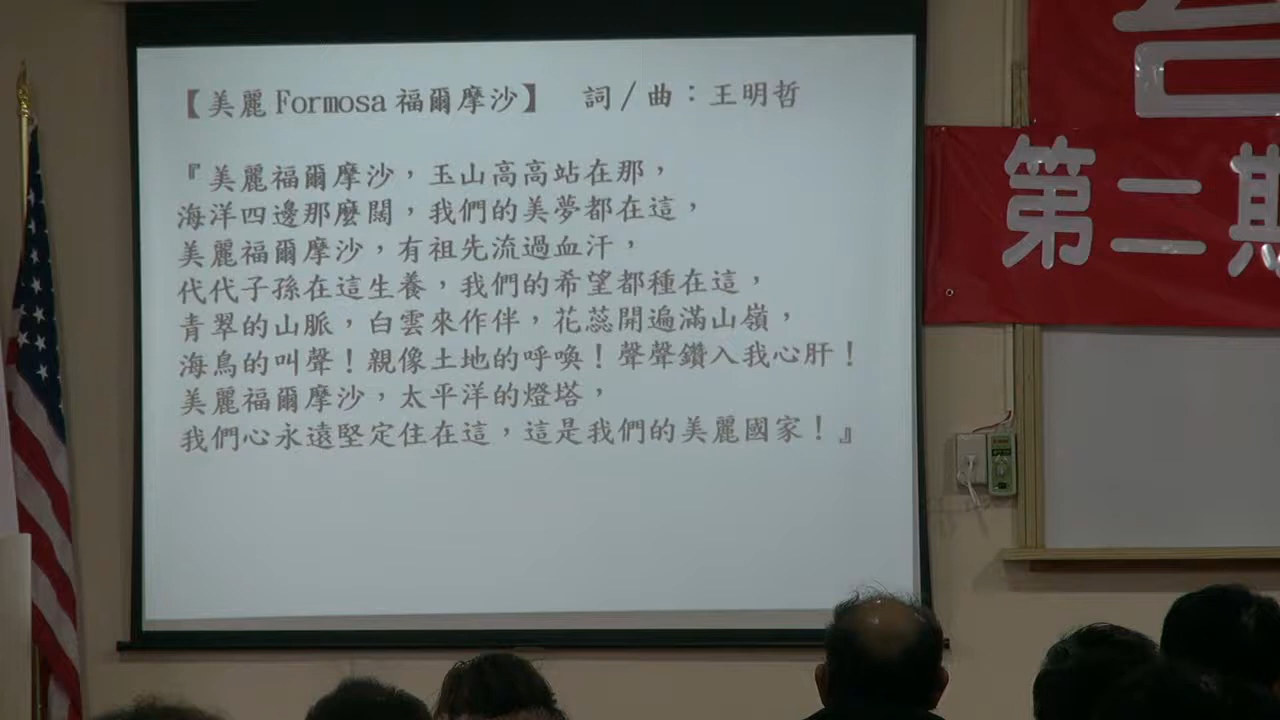 【美麗Formosa福爾摩沙】 詞/曲：王明哲
『美麗福爾摩沙，玉山高高站在那，
海洋四邊那麼闊，我們的美夢都在這，
美麗福爾摩沙，有祖先流過血汗，
代代子孫在這生養，我們的希望都種在這，
青翠的山脈，白雲來作伴，花蕊開遍滿山嶺，
海鳥的叫聲！親像土地的呼喚！聲聲鑽入我心肝！
美麗福爾摩沙，太平洋的燈塔，
我們心永遠堅定住在這，這是我們的美麗國家！』
第二期